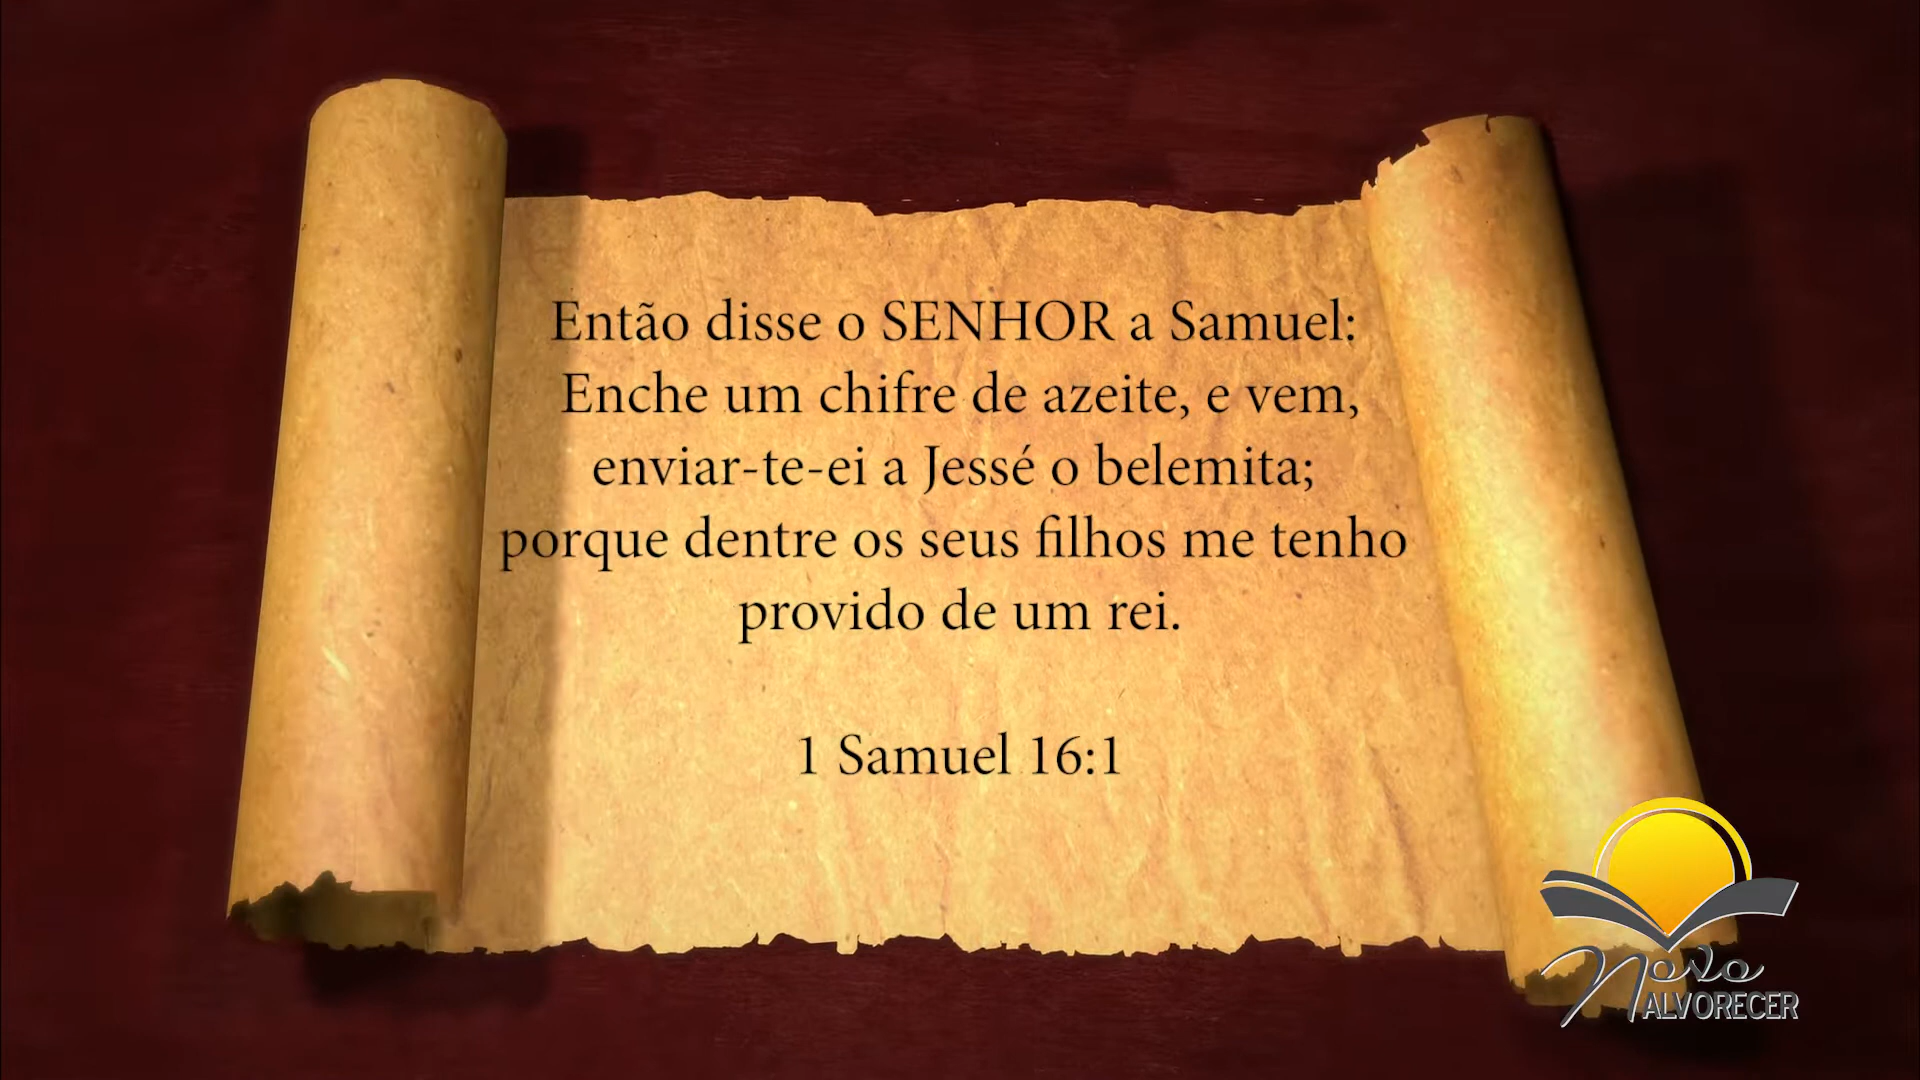 Então disse o SENHOR a Samuel:
Enche um chifre de azeite, e vem,
enviar-te-ei a Jessé o belemita;
porque dentre os seus filhos me tenho
provido de um rei.
1 Samuel 16:1
Novo
ALVORECER